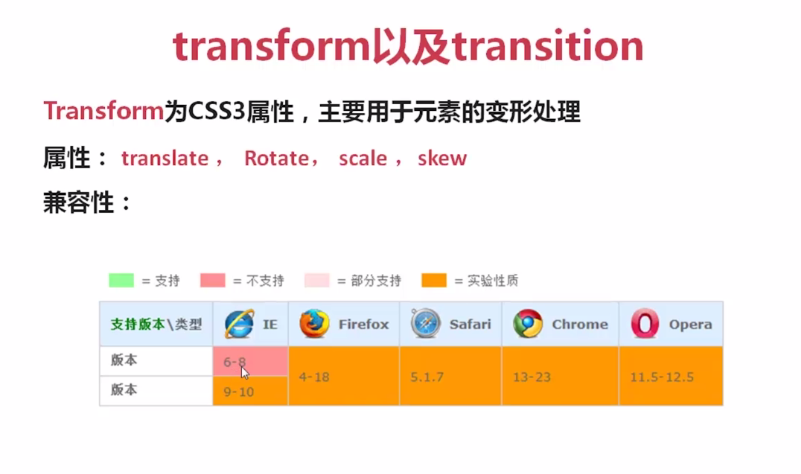 transform以及transition
Transform为CSS3属性，主要用于元素的变形处理
属性： translate ， Rotate， scale ，skew
兼容性：
= 支持 = 不支持 = 部分支持 = 实验性质
支持版本\类型 IE Firefox Safari Chrome Opera
版本 6-8
4-18 5.1.7 13-23 11.5-12.5
版本 9-10